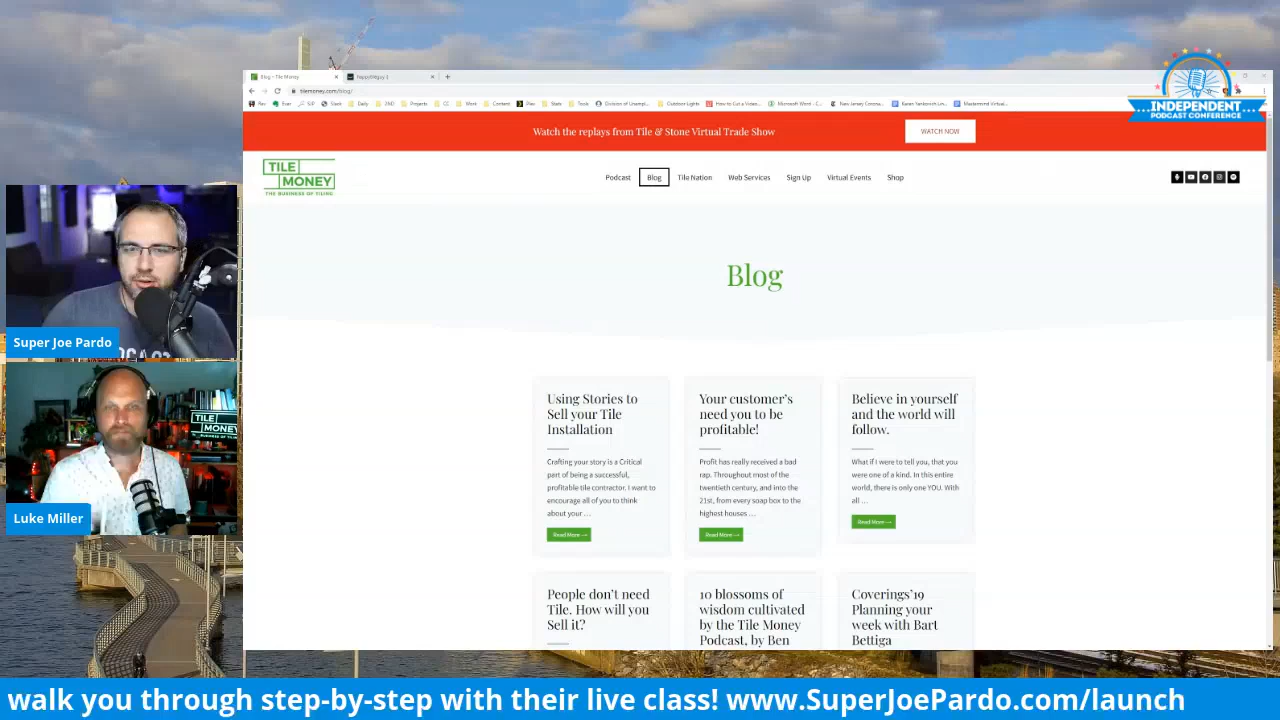 Blog - Tile Money
tilemoney.com/blog/
INDEPENDENT
PODCAST CONFERENCE
Watch the replays from Tile & Stone Virtual Trade Show
WATCH NOW
TILE
MONEY
THE BUSINESS OF TILING
Podcast
Blog
Tile Nation
Web Services
Sign Up
Virtual Events
Shop
Blog
Using Stories to
Sell your Tile
Installation
Crafting your story is a Critical
part of being a successful,
profitable tile contractor. I want to
encourage all of you to think
about your …
Read More →
Your customer’s
need you to be
profitable!
Profit has really received a bad
rap. Throughout most of the
twentieth century, and into the
21st, from every soap box to the
highest houses …
Read More →
Believe in yourself
and the world will
follow.
What if I were to tell you, that you
were one of a kind. In this entire
world, there is only one YOU. With
all …
Read More →
People don’t need
Tile. How will you
Sell it?
10 blossoms of
wisdom cultivated
by the Tile Money
Podcast, by Ben
Coverings’19
Planning your
week with Bart
Bettiga
Super Joe Pardo
TILE
MONEY
Luke Miller
walk you through step-by-step with their live class! www.SuperJoePardo.com/launch